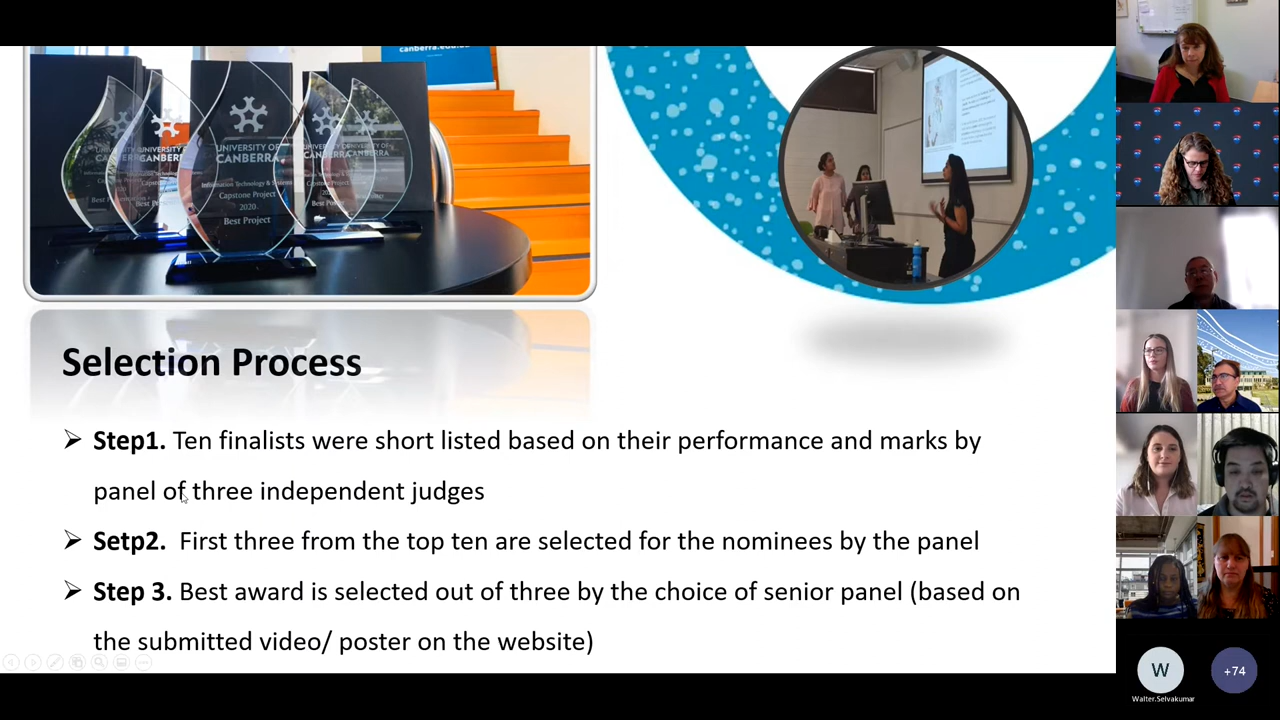 canberra.edu.au
UNIVERSITY OF
CANBERRA
Information Technology & Systems
Capstone Project
2020
Best Project
Selection Process
Step1. Ten finalists were short listed based on their performance and marks by
panel of three independent judges
Setp2. First three from the top ten are selected for the nominees by the panel
Step 3. Best award is selected out of three by the choice of senior panel (based on
the submitted video/ poster on the website)
W
+74
Walter.Selvakumar